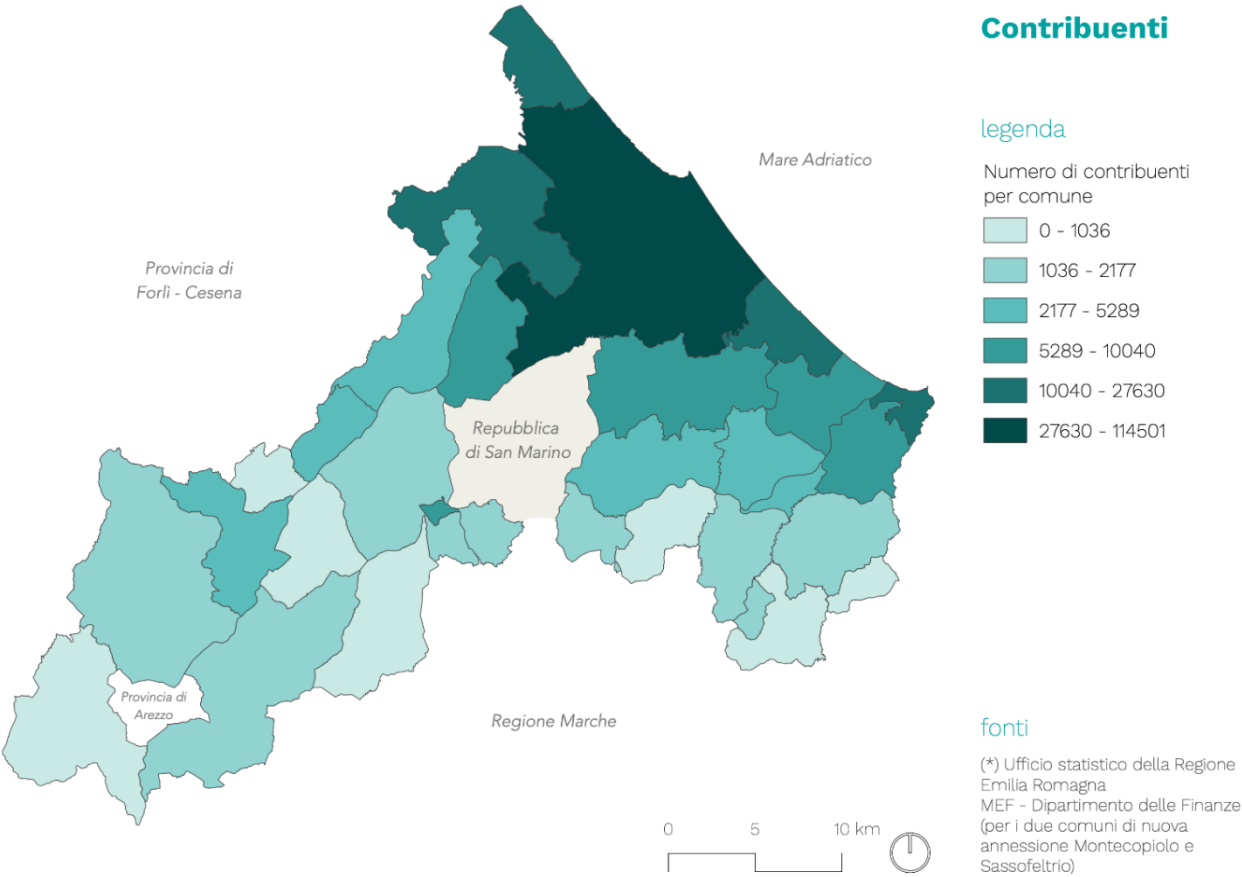 Contribuenti
legenda
Numero di contribuenti
per comune
0 - 1036
1036 - 2177
2177 - 5289
5289 - 10040
10040 - 27630
27630 - 114501
Mare Adriatico
Provincia di
Forlì - Cesena
Repubblica
di San Marino
Provincia di
Arezzo
Regione Marche
0 5 10 km
fonti
(*) Ufficio statistico della Regione
Emilia Romagna
MEF - Dipartimento delle Finanze
(per i due comuni di nuova
annessione Montecopiolo e
Sassofeltrio)